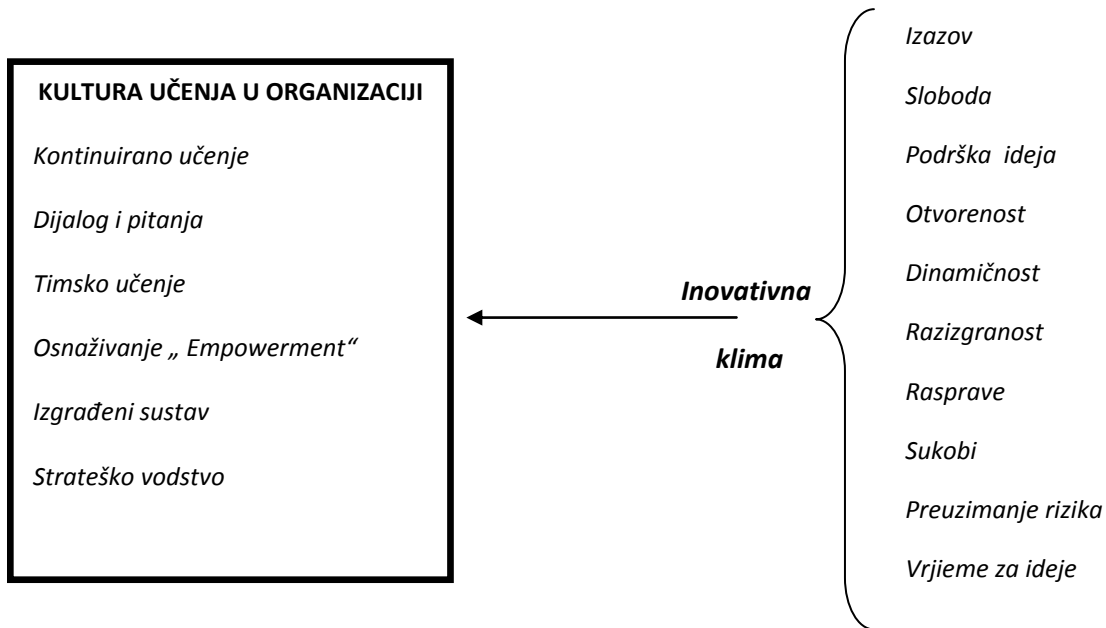 KULTURA UČENJA U ORGANIZACIJI
Kontinuirano učenje
Dijalog i pitanja
Timsko učenje
Osnaživanje „ Empowerment“
Izgrađeni sustav
Strateško vodstvo
Inovativna
klima
Izazov
Sloboda
Podrška  ideja
Otvorenost
Dinamičnost
Razizgranost
Rasprave
Sukobi
Preuzimanje rizika
Vrjieme za ideje